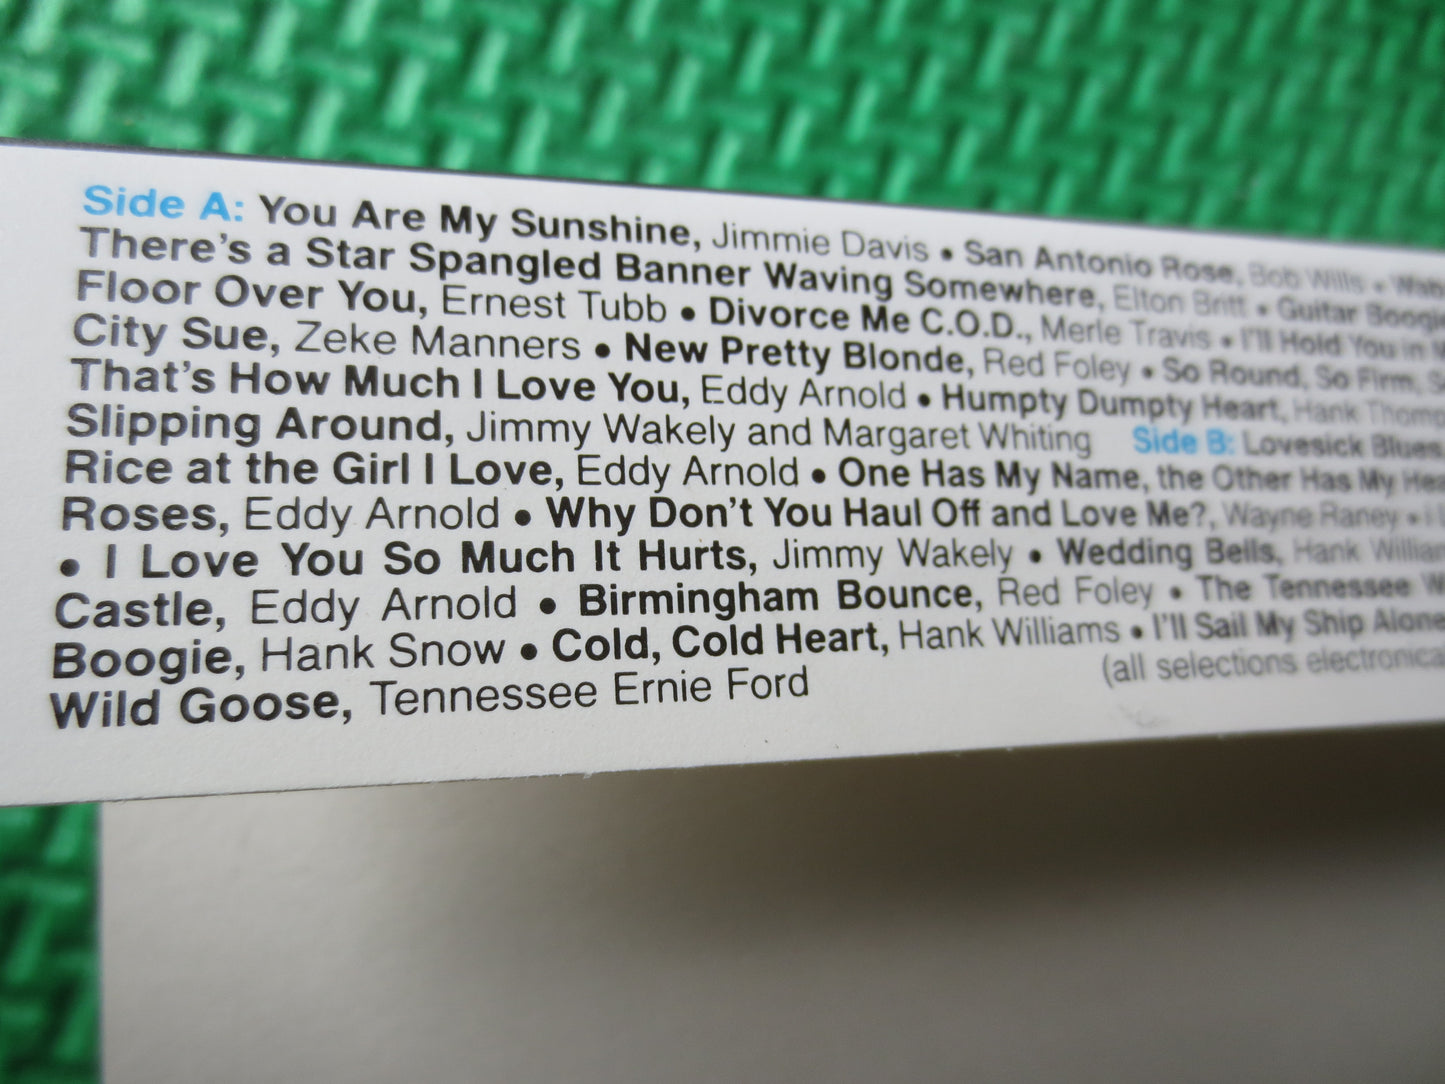 Side A: You Are My Sunshine, Jimmie Davis • San Antonio Rose, Bob Wills •
There's a Star Spangled Banner Waving Somewhere, Elton Britt • Guitar Boogie
Floor Over You, Ernest Tubb • Divorce Me C.O.D., Merle Travis • I'll Hold You in
City Sue, Zeke Manners • New Pretty Blonde, Red Foley • So Round, So Firm,
That's How Much I Love You, Eddy Arnold • Humpty Dumpty Heart, Hank
Slipping Around, Jimmy Wakely and Margaret Whiting Side B: Lovesick Blues,
Rice at the Girl I Love, Eddy Arnold • One Has My Name, the Other Has My
Roses, Eddy Arnold • Why Don't You Haul Off and Love Me?, Wayne Raney •
• I Love You So Much It Hurts, Jimmy Wakely • Wedding Bells, Hank
Castle, Eddy Arnold • Birmingham Bounce, Red Foley • The Tennessee
Boogie, Hank Snow • Cold, Cold Heart, Hank Williams • I'll Sail My Ship Alone
Wild Goose, Tennessee Ernie Ford (all selections